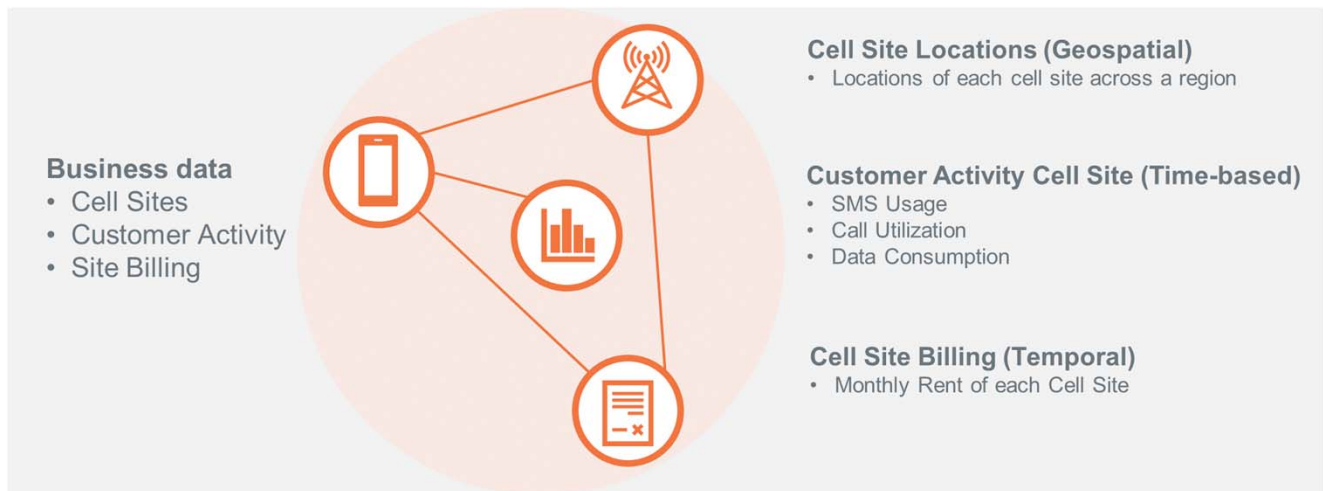 Business data
• Cell Sites
• Customer Activity
• Site Billing
Cell Site Locations (Geospatial)
• Locations of each cell site across a region
Customer Activity Cell Site (Time-based)
• SMS Usage
• Call Utilization
• Data Consumption
Cell Site Billing (Temporal)
• Monthly Rent of each Cell Site